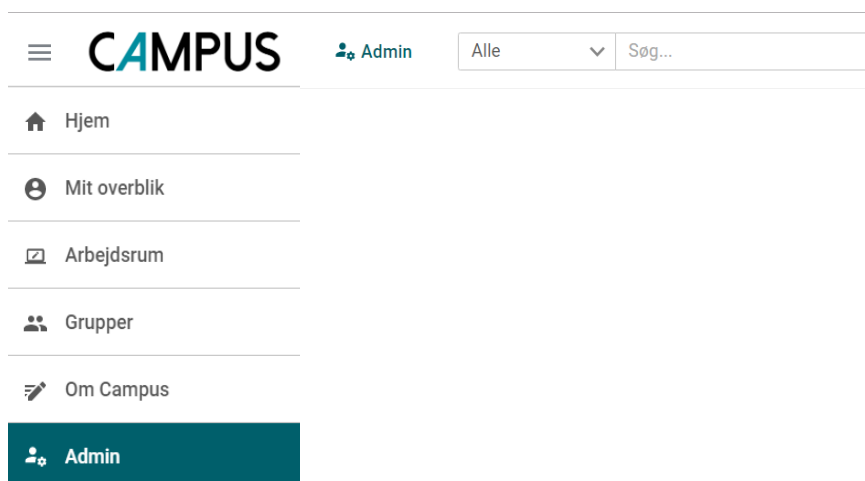 CAMPUS
Admin
Alle
Søg...
Hjem
Mit overblik
Arbejdsrum
Grupper
Om Campus
Admin